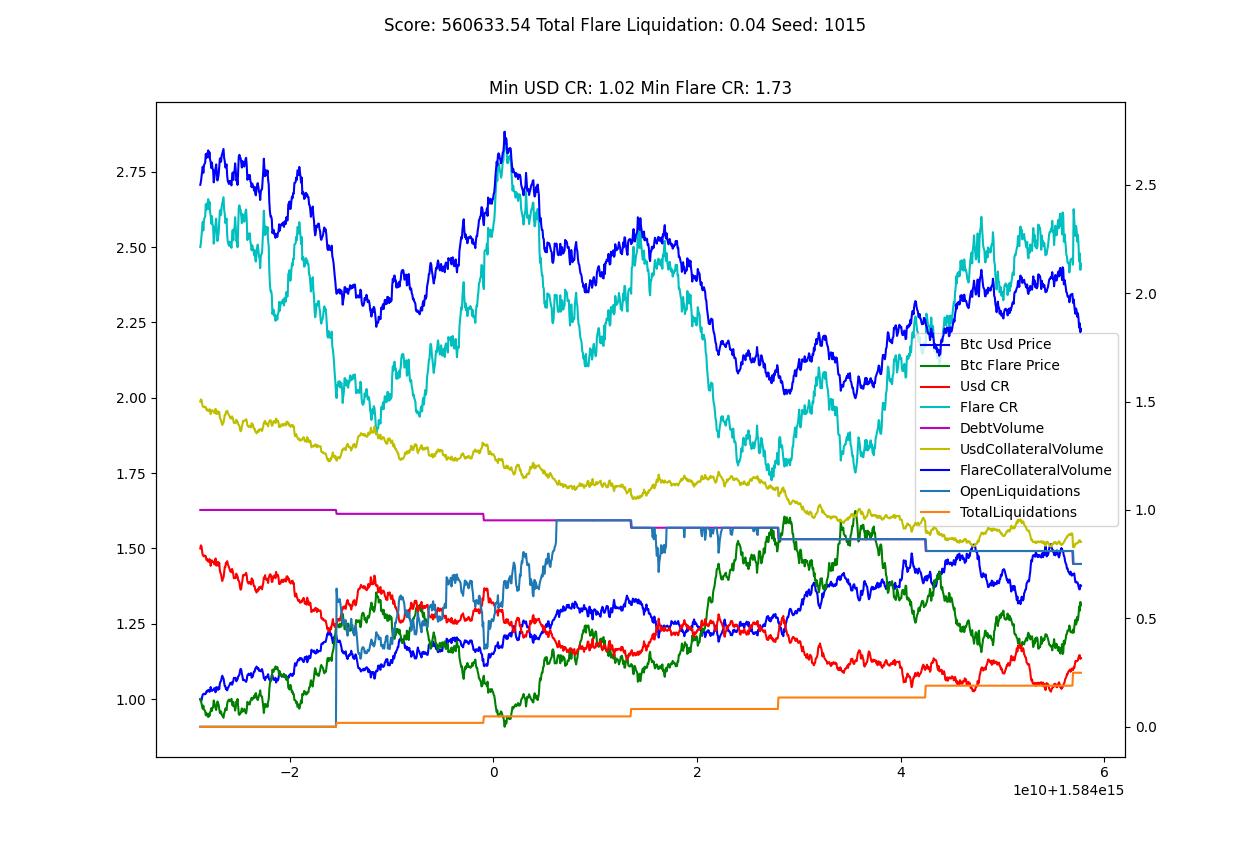 Score: 560633.54 Total Flare Liquidation: 0.04 Seed: 1015
Min USD CR: 1.02 Min Flare CR: 1.73
2.75
2.50
2.25
2.00
1.75
1.50
1.25
1.00
2.5
2.0
1.5
1.0
0.5
0.0
Btc Usd Price
Btc Flare Price
Usd CR
Flare CR
DebtVolume
UsdCollateralVolume
FlareCollateralVolume
OpenLiquidations
TotalLiquidations
−2 0 2 4 6
1e10+1.584e15